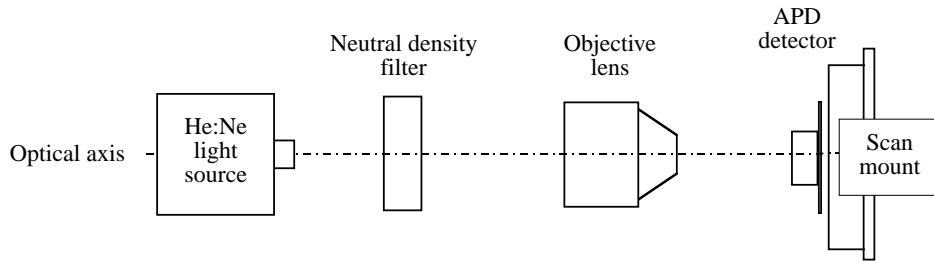 APD
detector
Neutral density
filter
Objective
lens
Optical axis
He:Ne
light
source
Scan
mount